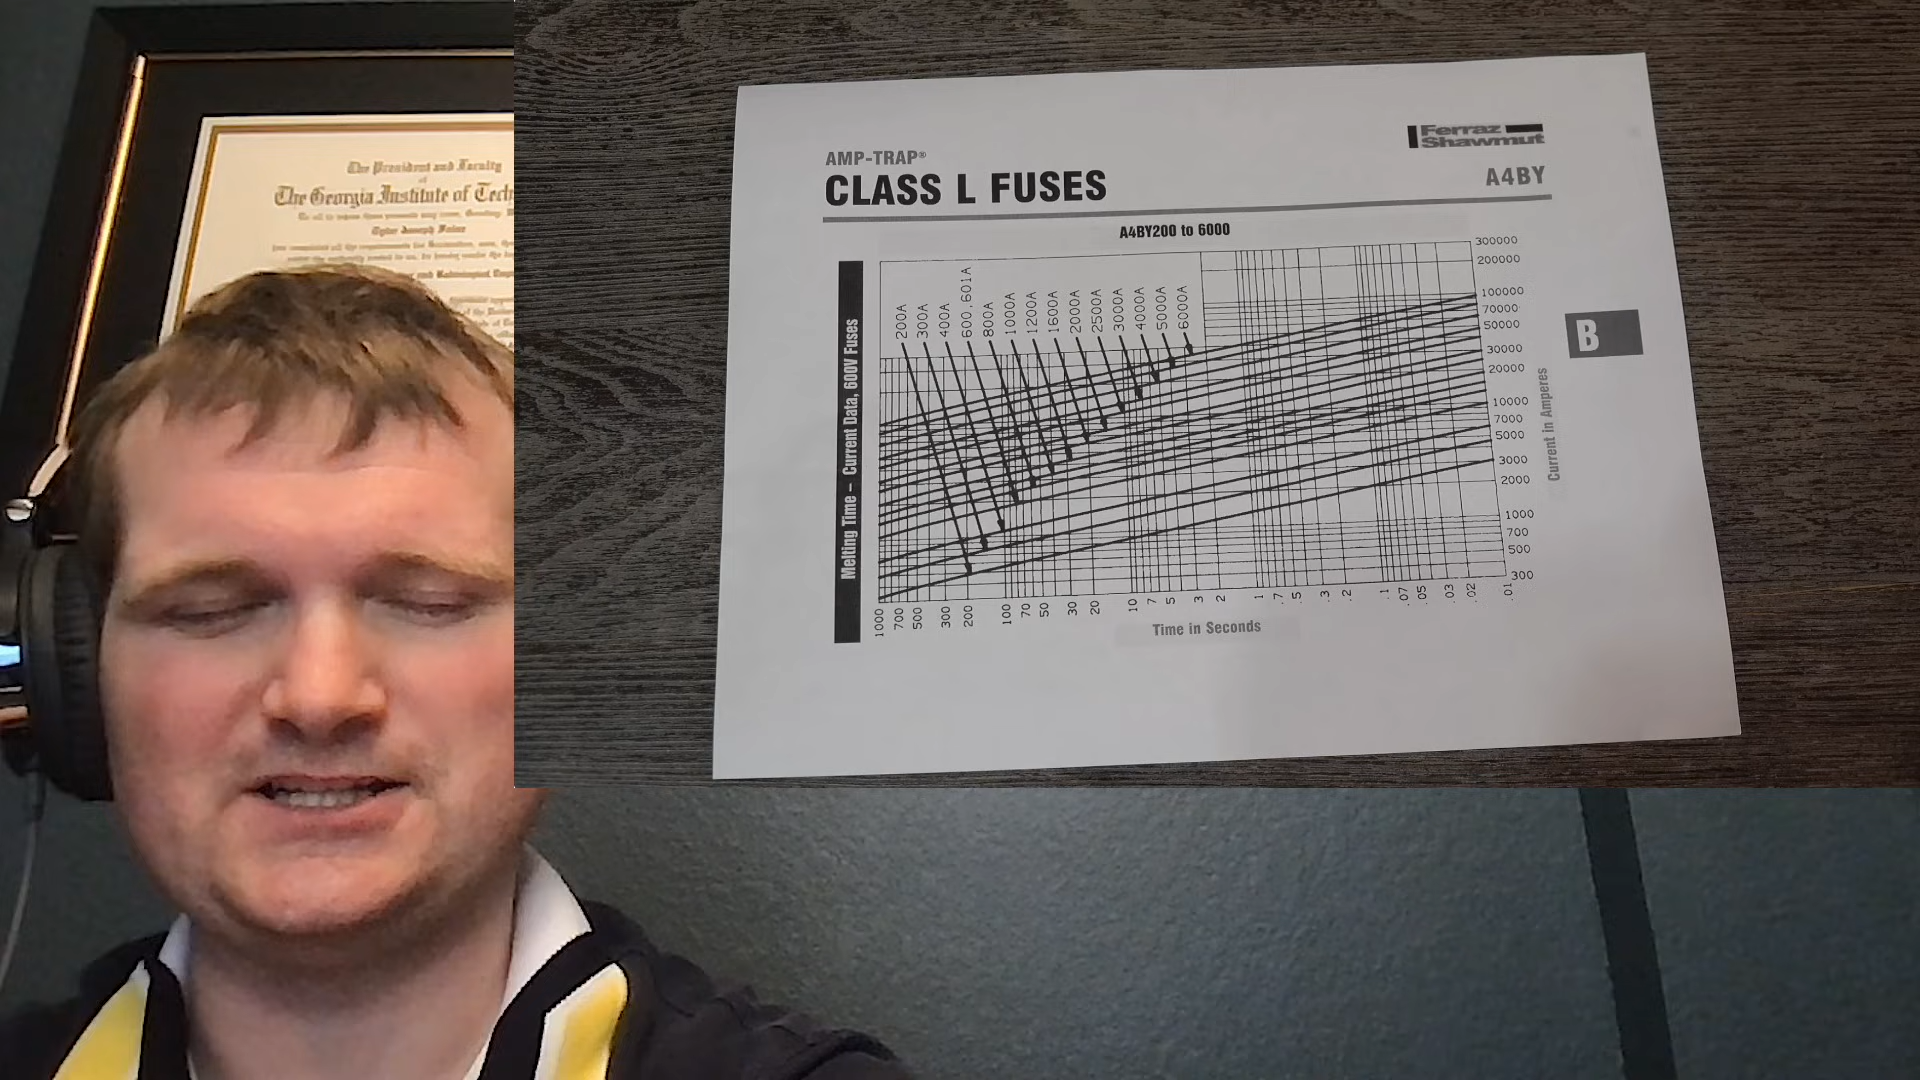 The President and Faculty
of
The Georgia Institute of Tech
AMP-TRAP®
CLASS L FUSES
Ferraz
Shawmut
A4BY
A4BY200 to 6000
Melting Time – Current Data, 600V Fuses
200A
300A
400A
600.601A
800A
1000A
1200A
1600A
2000A
2500A
3000A
4000A
5000A
6000A
300000
200000
100000
70000
50000
30000
20000
10000
7000
5000
3000
2000
1000
700
500
300
Current in Amperes
B
1000
700
500
300
200
100
70
50
30
20
10
7
5
3
2
1
.7
.5
.3
.2
.1
.07
.05
.03
.02
.01
Time in Seconds